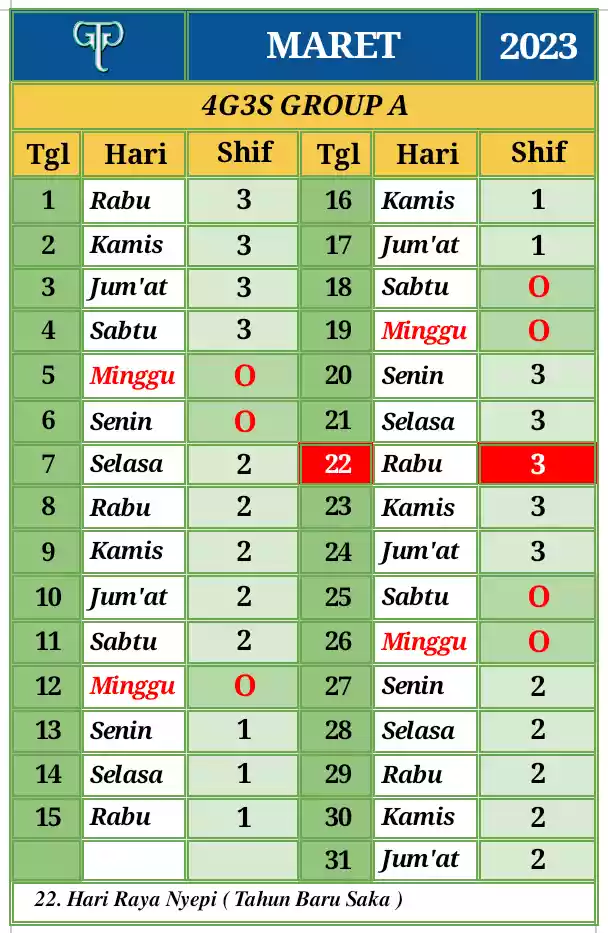 MARET 2023
4G3S GROUP A
Tgl Hari Shif Tgl Hari Shif
1 Rabu 3 16 Kamis 1
2 Kamis 3 17 Jum'at 1
3 Jum'at 3 18 Sabtu O
4 Sabtu 3 19 Minggu O
5 Minggu O 20 Senin 3
6 Senin O 21 Selasa 3
7 Selasa 2 22 Rabu 3
8 Rabu 2 23 Kamis 3
9 Kamis 2 24 Jum'at 3
10 Jum'at 2 25 Sabtu O
11 Sabtu 2 26 Minggu O
12 Minggu O 27 Senin 2
13 Senin 1 28 Selasa 2
14 Selasa 1 29 Rabu 2
15 Rabu 1 30 Kamis 2
31 Jum'at 2
22. Hari Raya Nyepi ( Tahun Baru Saka )